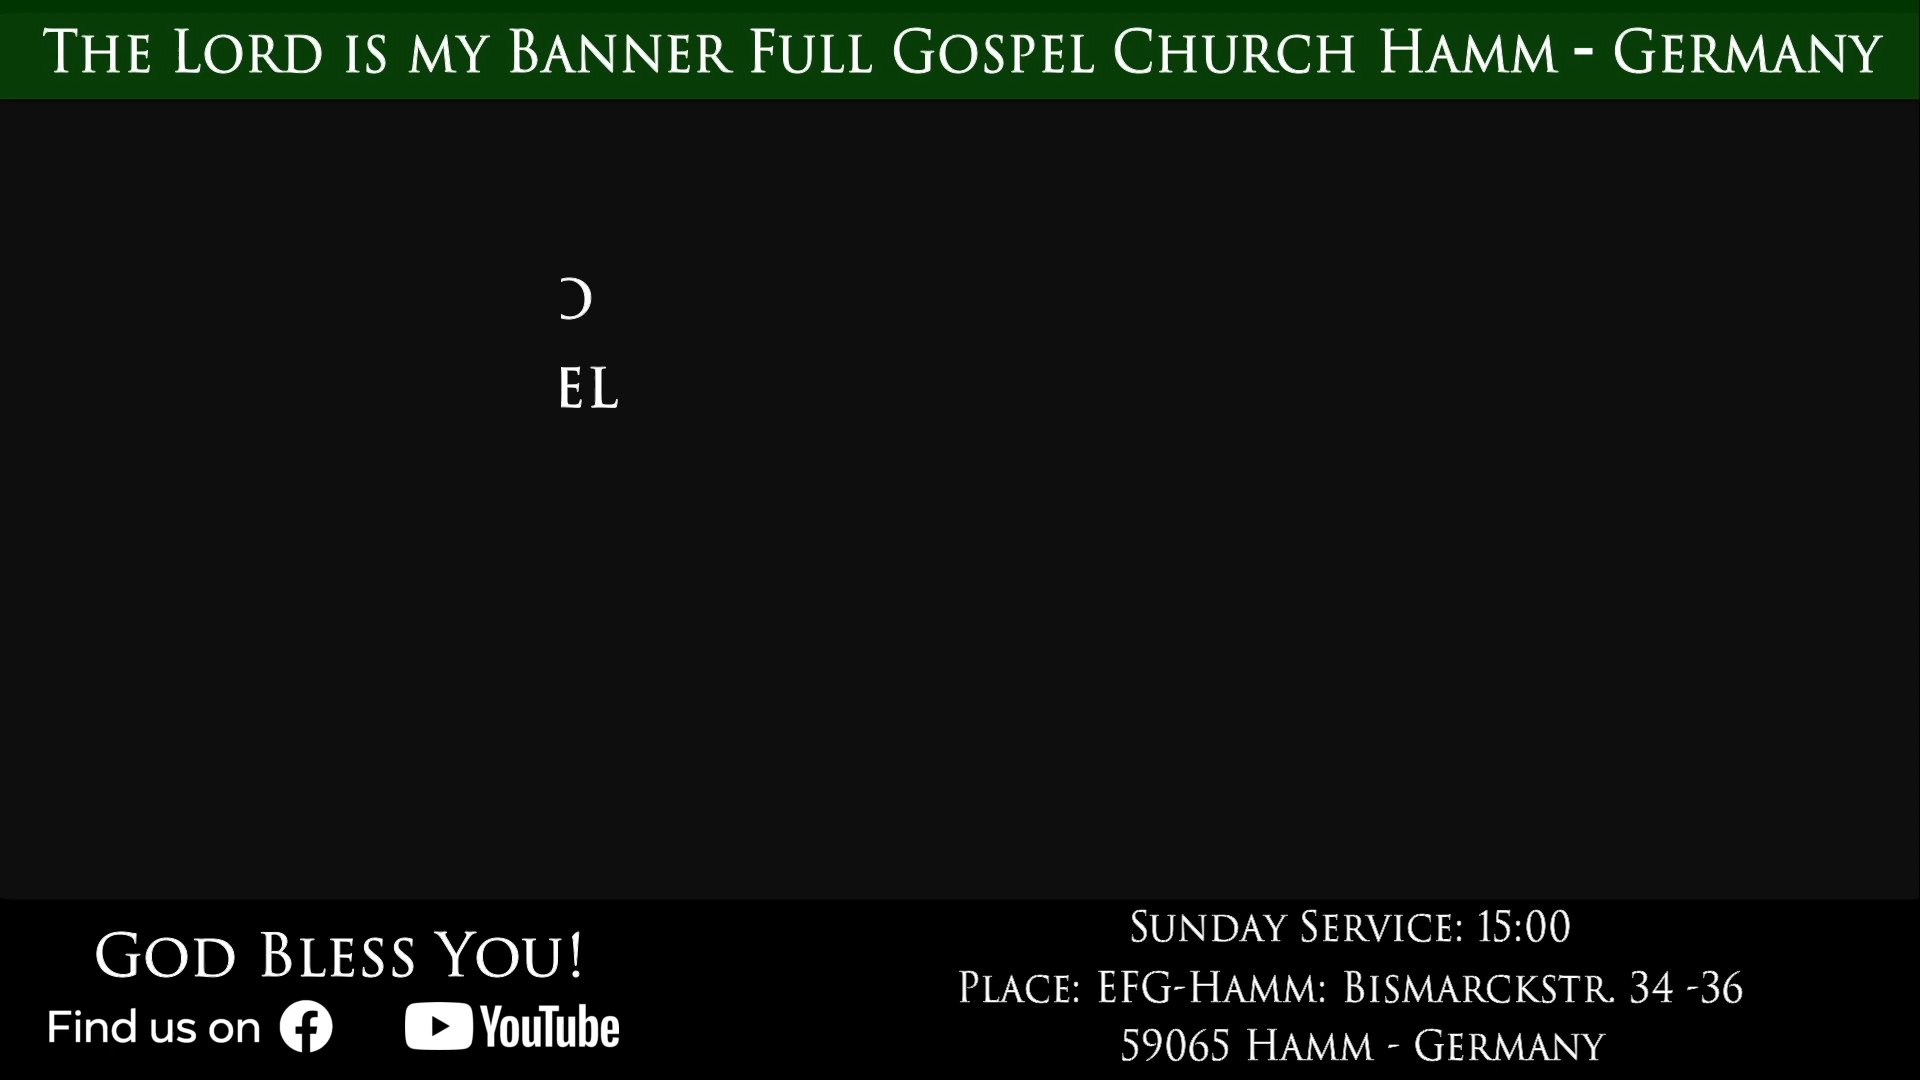 The Lord is my Banner Full Gospel Church Hamm - Germany
EL
God Bless You!
Find us on
YouTube
Sunday Service: 15:00
Place: EFG-Hamm: Bismarckstr. 34 -36
59065 Hamm - Germany